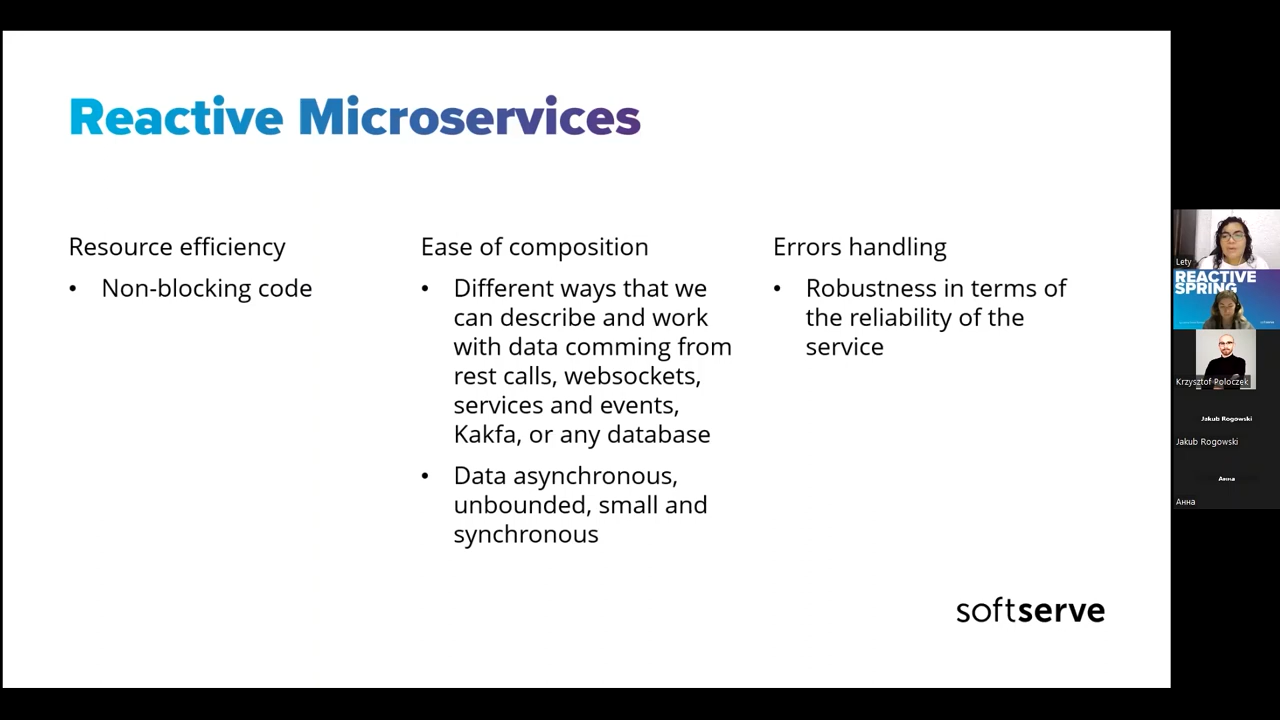 Reactive Microservices
Resource efficiency
• Non-blocking code
Ease of composition
• Different ways that we
can describe and work
with data comming from
rest calls, websockets,
services and events,
Kakfa, or any database
• Data asynchronous,
unbounded, small and
synchronous
Errors handling
• Robustness in terms of
the reliability of the
service
softserve
Lety
REACTIVE
SPRING
Krzysztof Poloczek
Jakub Rogowski
Jakub Rogowski
Анна
Анна